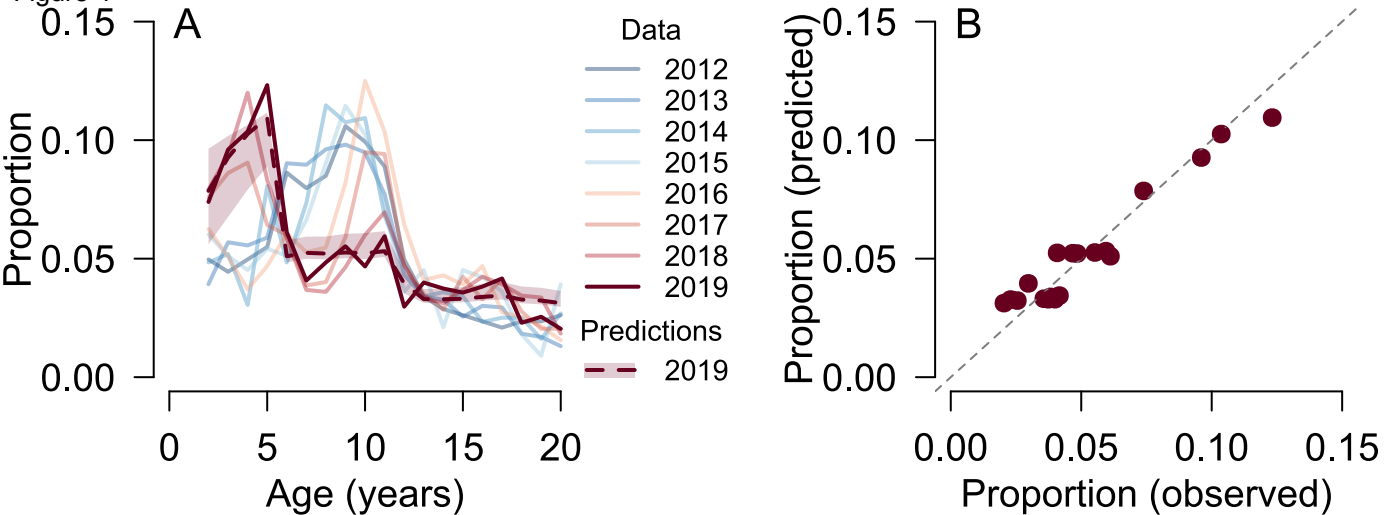 A
Proportion
0.15
0.10
0.05
0.00
0 5 10 15 20
Age (years)
Data
2012
2013
2014
2015
2016
2017
2018
2019
Predictions
2019
B
Proportion (predicted)
0.15
0.10
0.05
0.00
0.00 0.05 0.10 0.15
Proportion (observed)